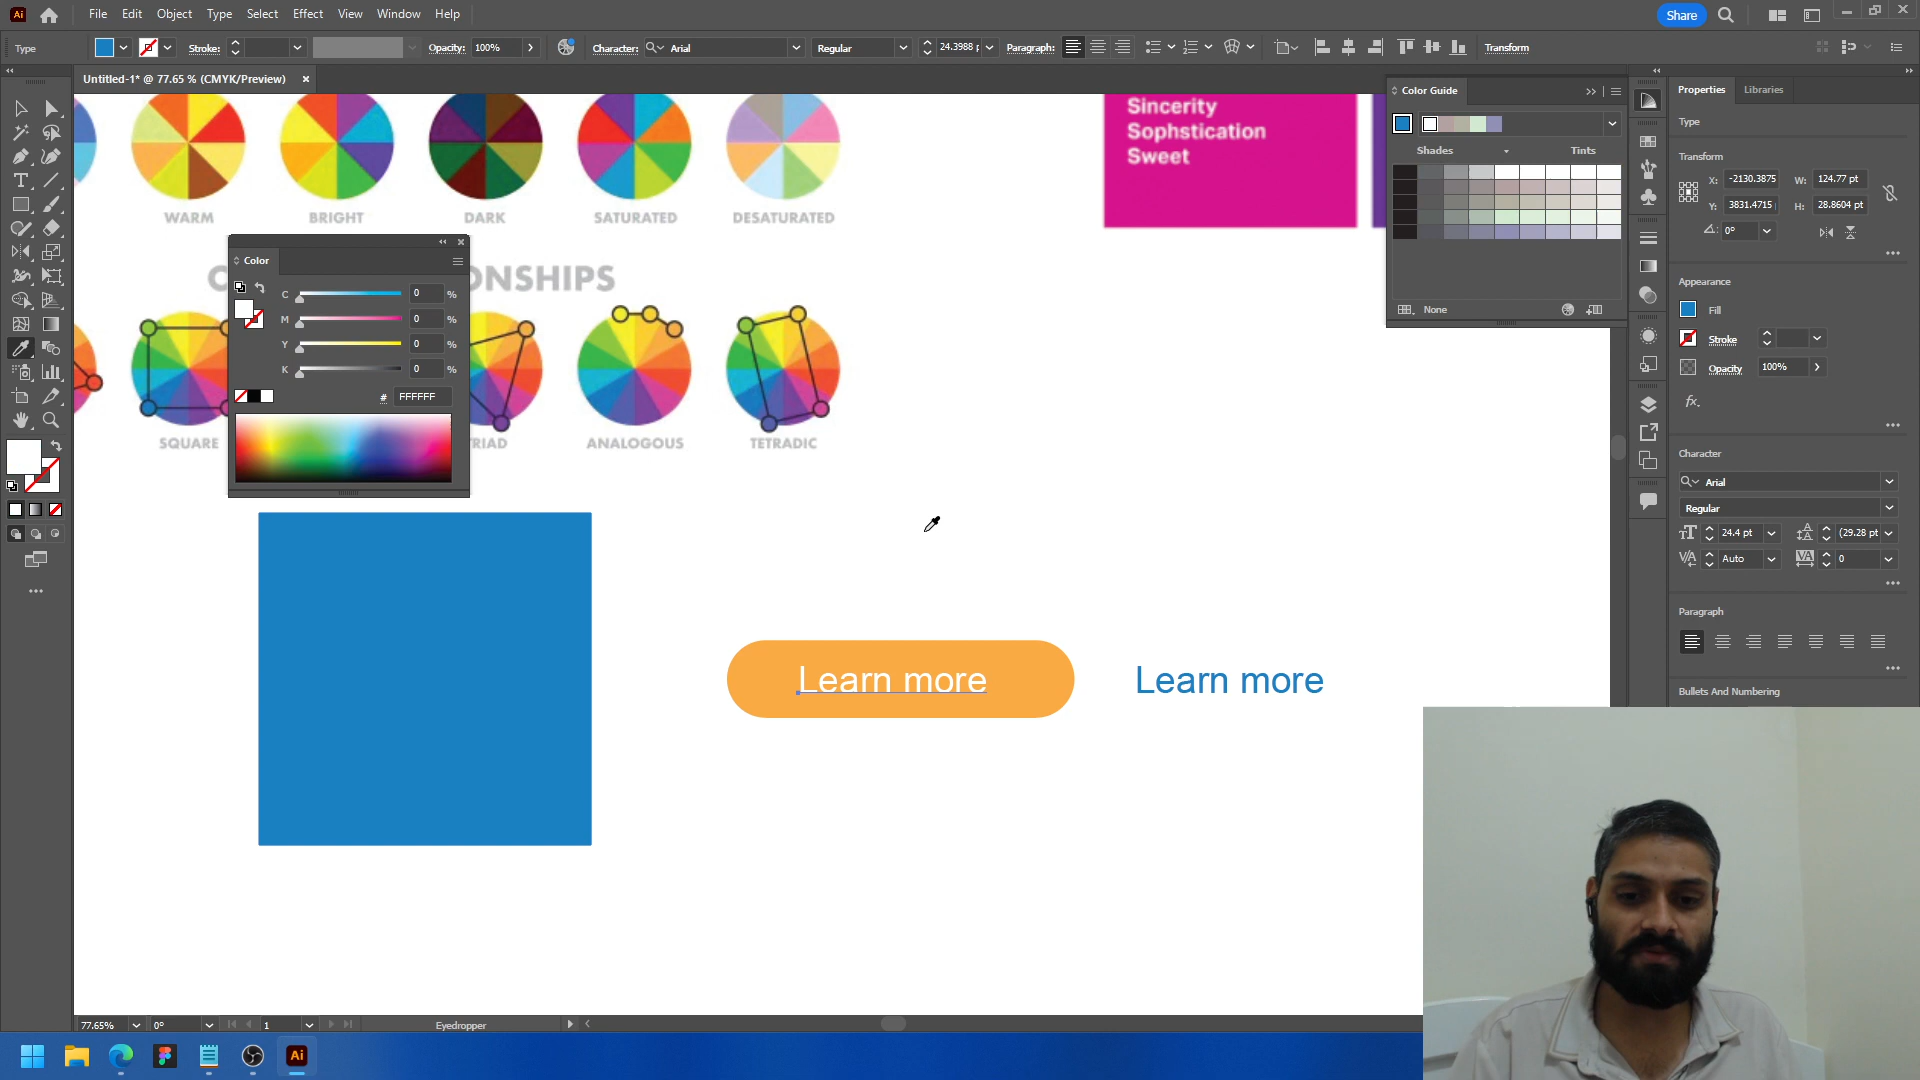 Ai File Edit Object Type Select Effect View Window Help Share
Type Stroke: Opacity: 100% Character: Arial Regular 24.3988 p Paragraph: Transform
Untitled-1* @ 77.65 % (CMYK/Preview)
WARM BRIGHT DARK SATURATED DESATURATED
Sincerity
Sophstication
Sweet
ONSHIPS
SQUARE RIAD ANALOGOUS TETRADIC
Color
C 0 %
M 0 %
Y 0 %
K 0 %
# FFFFFF
Learn more
Learn more
Color Guide
Shades Tints
None
Properties Libraries
Type
Transform
X: -2130.3875 W: 124.77 pt
Y: 3831.4715 H: 28.8604 pt
0°
Appearance
Fill
Stroke
Opacity 100%
fx.
Character
Arial
Regular
24.4 pt (29.28 pt
Auto 0
Paragraph
Bullets And Numbering
77.65% 0° 1 Eyedropper
Ai